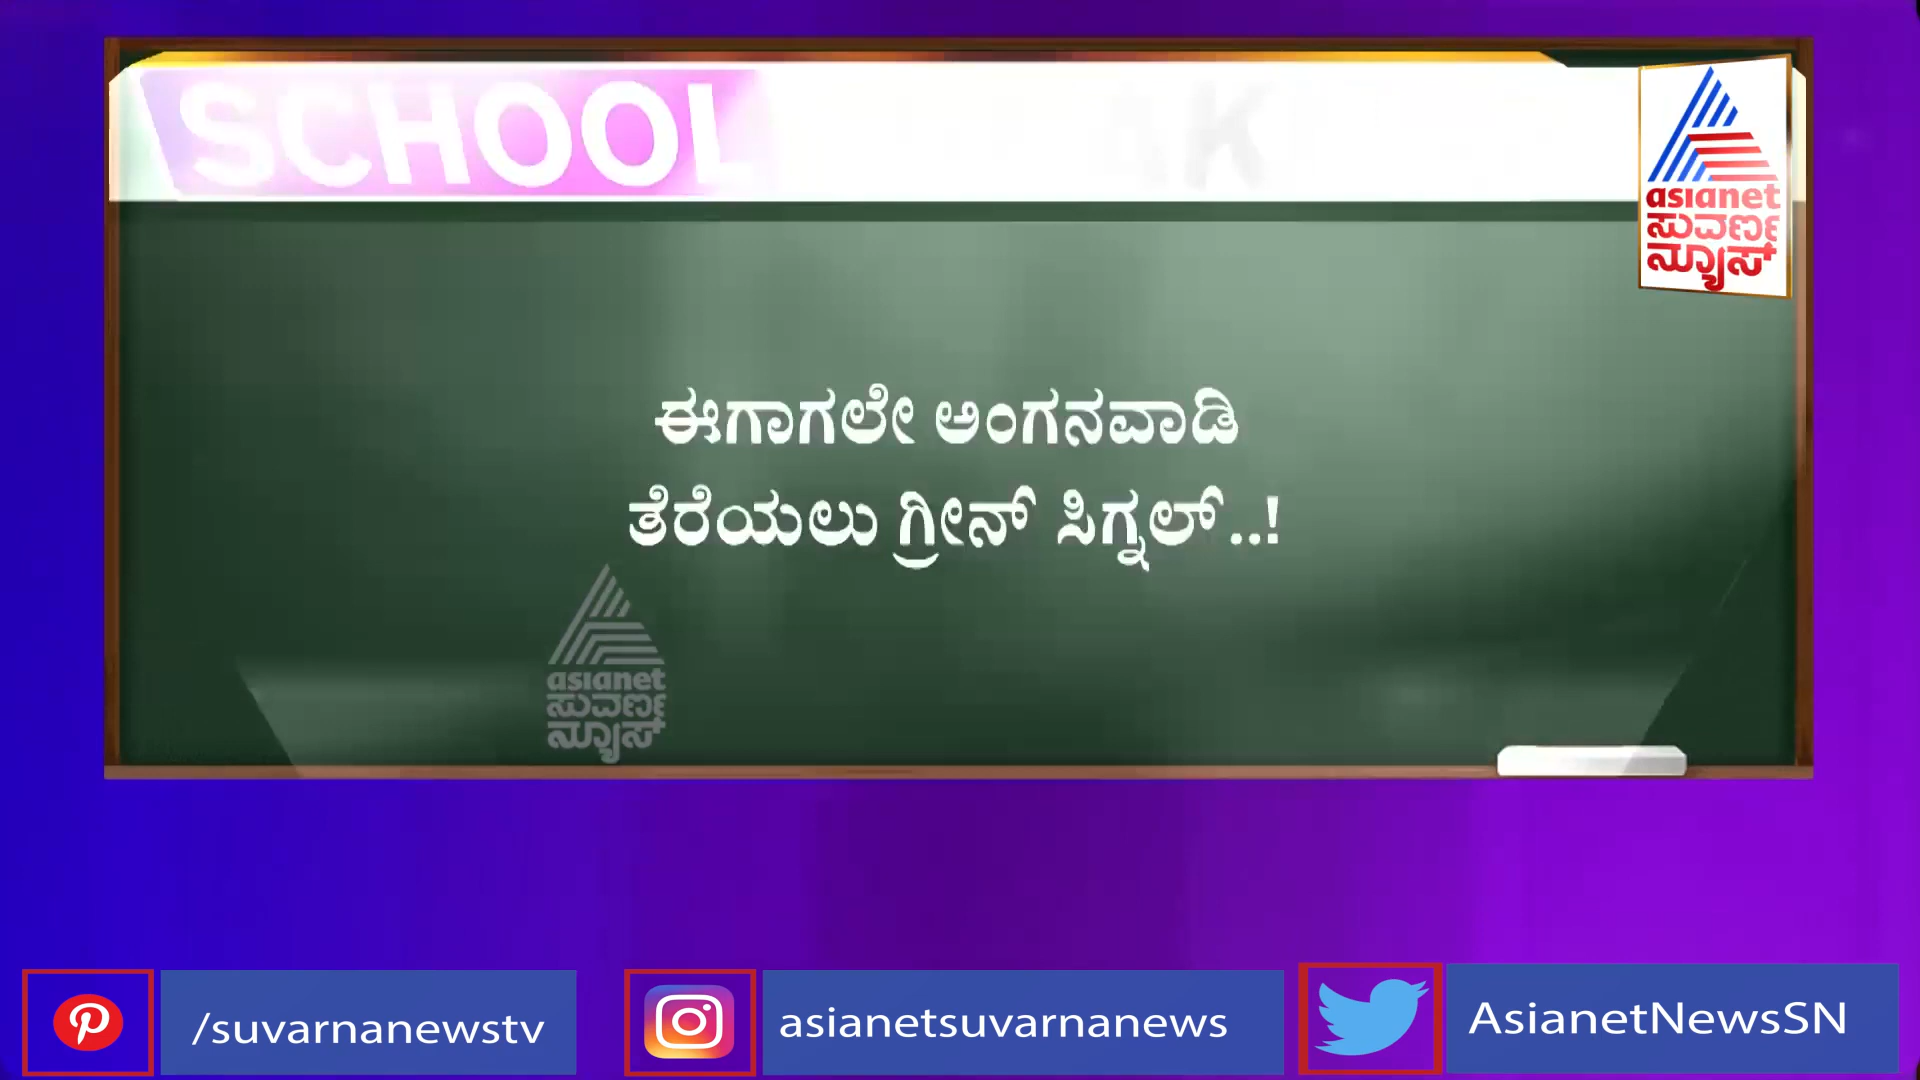 SCHOOL
asianet
ಸುವರ್ಣ
ನ್ಯೂಸ್
ಈಗಾಗಲೇ ಅಂಗನವಾಡಿ
ತೆರೆಯಲು ಗ್ರೀನ್ ಸಿಗ್ನಲ್..!
asianet
ಸುವರ್ಣ
ನ್ಯೂಸ್
/suvarnanewstv
asianetsuvarnanews
AsianetNewsSN